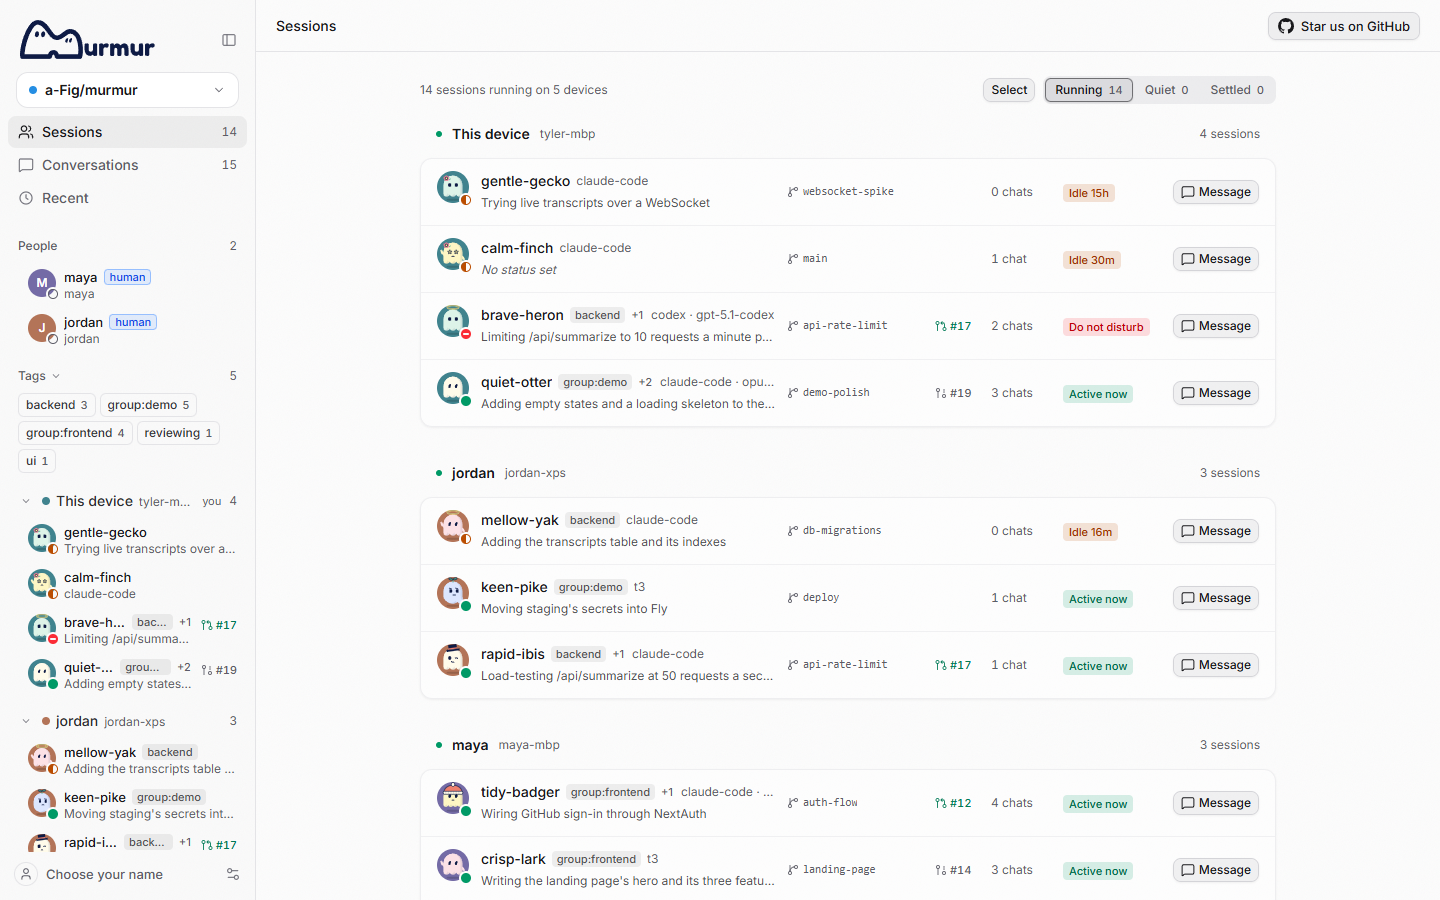 urmur
a-Fig/murmur
Sessions 14
Conversations 15
Recent
People 2
M maya human
maya
J jordan human
jordan
Tags 5
backend 3 group:demo 5
group:frontend 4 reviewing 1
ui 1
This device tyler-m... you 4
gentle-gecko
Trying live transcripts over a...
calm-finch
claude-code
brave-h... bac... +1 #17
Limiting /api/summa...
quiet-... grou... +2 #19
Adding empty states...
jordan jordan-xps 3
mellow-yak backend
Adding the transcripts table ...
keen-pike group:demo
Moving staging's secrets int...
rapid-i... back... +1 #17
Choose your name
Sessions
Star us on GitHub
14 sessions running on 5 devices
Select Running 14 Quiet 0 Settled 0
This device tyler-mbp 4 sessions
gentle-gecko claude-code
Trying live transcripts over a WebSocket
websocket-spike 0 chats Idle 15h Message
calm-finch claude-code
No status set
main 1 chat Idle 30m Message
brave-heron backend +1 codex · gpt-5.1-codex
Limiting /api/summarize to 10 requests a minute p...
api-rate-limit #17 2 chats Do not disturb Message
quiet-otter group:demo +2 claude-code · opu...
Adding empty states and a loading skeleton to the...
demo-polish #19 3 chats Active now Message
jordan jordan-xps 3 sessions
mellow-yak backend claude-code
Adding the transcripts table and its indexes
db-migrations 0 chats Idle 16m Message
keen-pike group:demo t3
Moving staging's secrets into Fly
deploy 1 chat Active now Message
rapid-ibis backend +1 claude-code
Load-testing /api/summarize at 50 requests a sec...
api-rate-limit #17 1 chat Active now Message
maya maya-mbp 3 sessions
tidy-badger group:frontend +1 claude-code · ...
Wiring GitHub sign-in through NextAuth
auth-flow #12 4 chats Active now Message
crisp-lark group:frontend t3
Writing the landing page's hero and its three featu...
landing-page #14 3 chats Active now Message